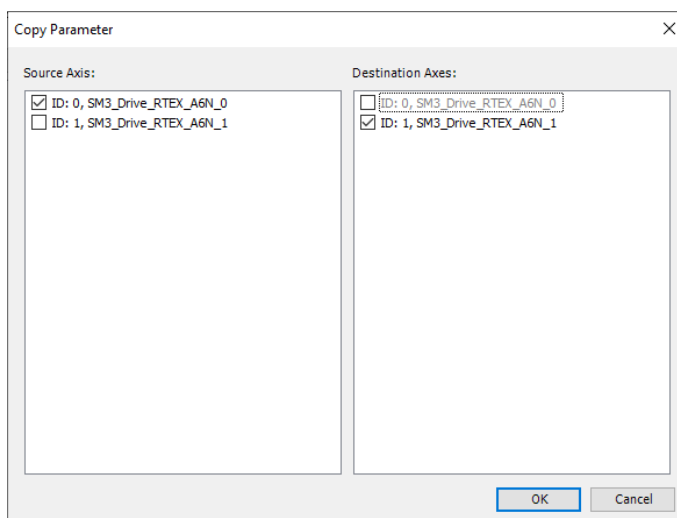 Copy Parameter
Source Axis:
ID: 0, SM3_Drive_RTEX_A6N_0
ID: 1, SM3_Drive_RTEX_A6N_1
Destination Axes:
ID: 0, SM3_Drive_RTEX_A6N_0
ID: 1, SM3_Drive_RTEX_A6N_1
OK
Cancel